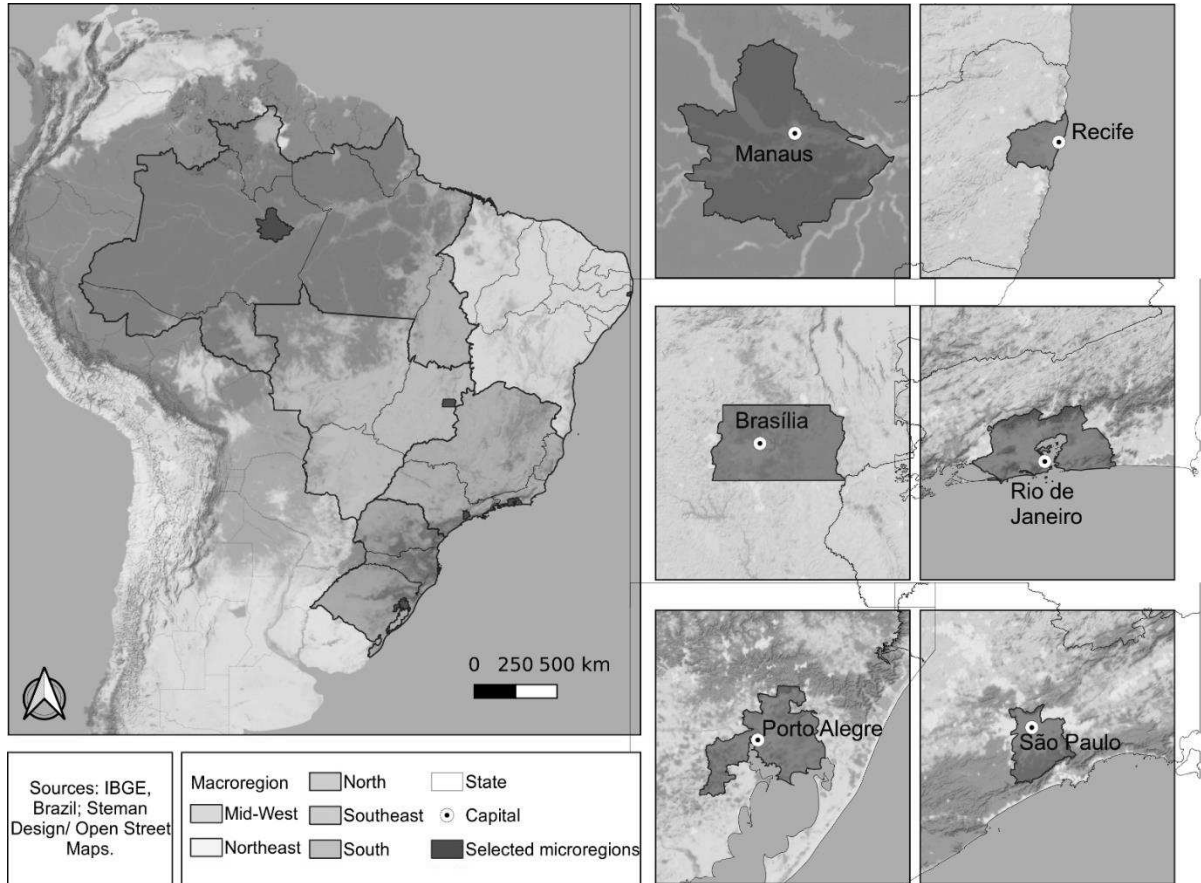 Manaus
Recife
Brasília
Rio de
Janeiro
Porto Alegre
São Paulo
0 250 500 km
Sources: IBGE,
Brazil; Steman
Design/ Open Street
Maps.
Macroregion
Mid-West
Northeast
North
Southeast
South
State
Capital
Selected microregions